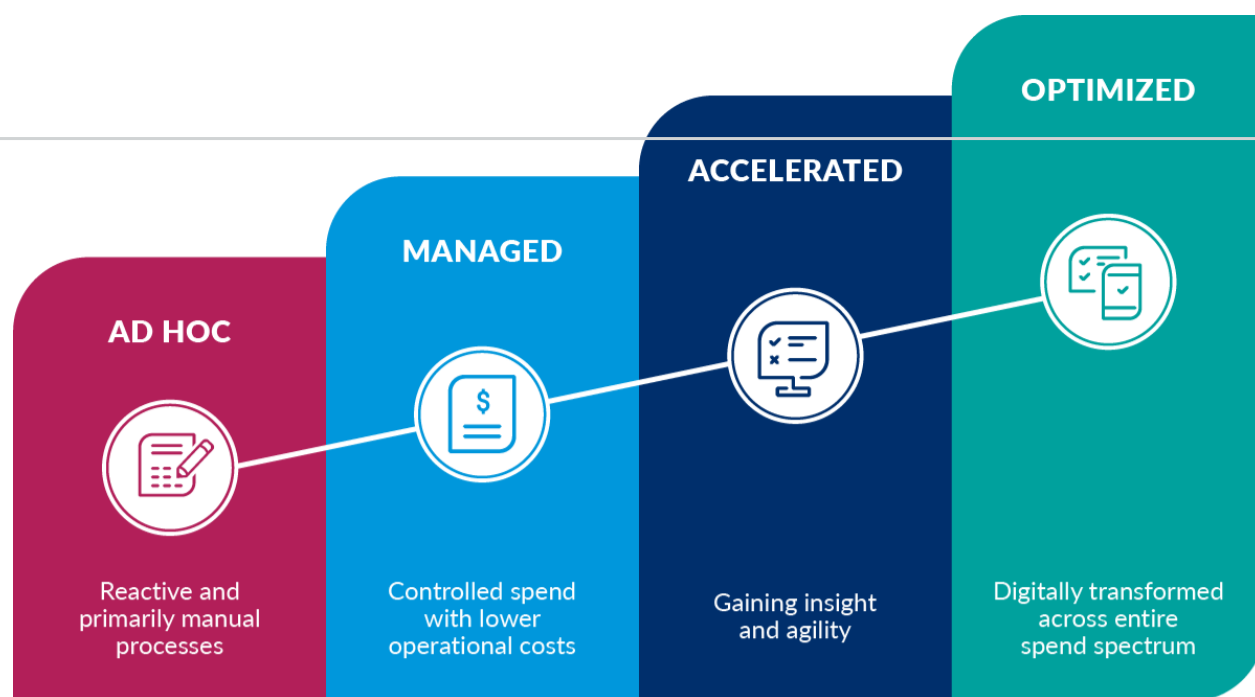 AD HOC
Reactive and
primarily manual
processes
MANAGED
$
Controlled spend
with lower
operational costs
ACCELERATED
Gaining insight
and agility
OPTIMIZED
Digitally transformed
across entire
spend spectrum